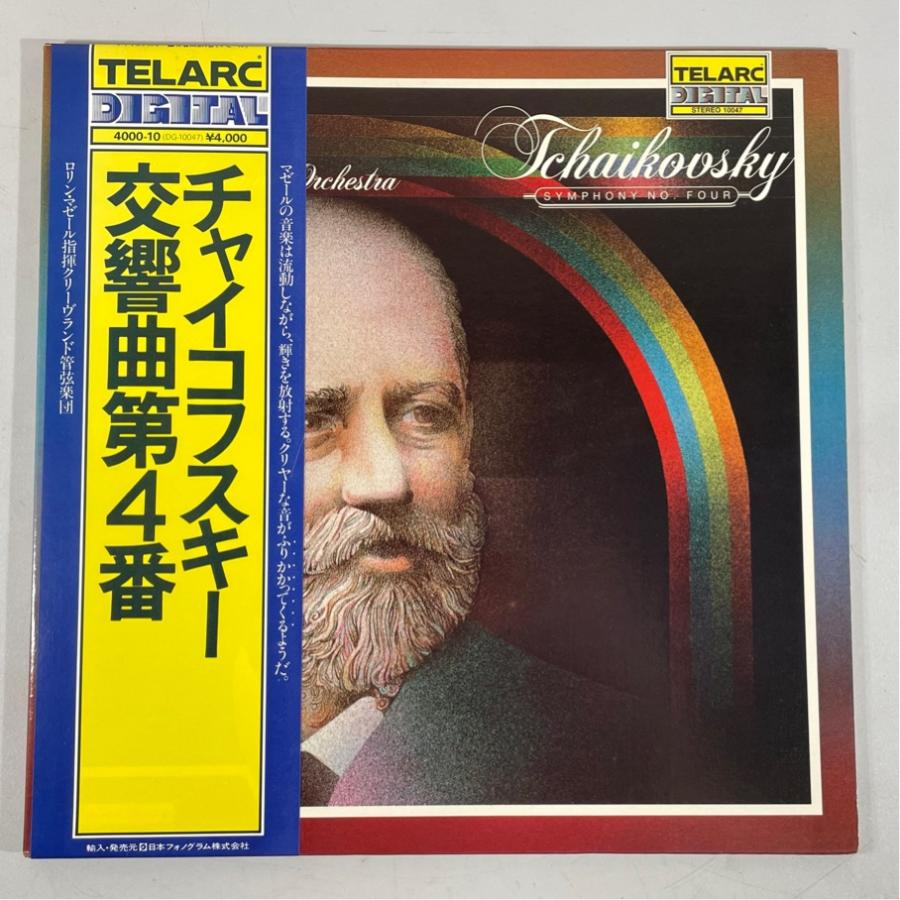 TELARC
DIGITAL
4000-10 (DG-10047) ¥4,000
チャイコフスキー
交響曲第4番
ロリン・マゼール指揮クリーヴランド管弦楽団
マゼールの音楽は流動しながら、輝きを放射する。クリヤーな音がふりかかってくるようだ。
輸入・発売元 日本フォノグラム株式会社
TELARC
DIGITAL
STEREO 10047
Tchaikovsky
SYMPHONY NO. FOUR
Orchestra